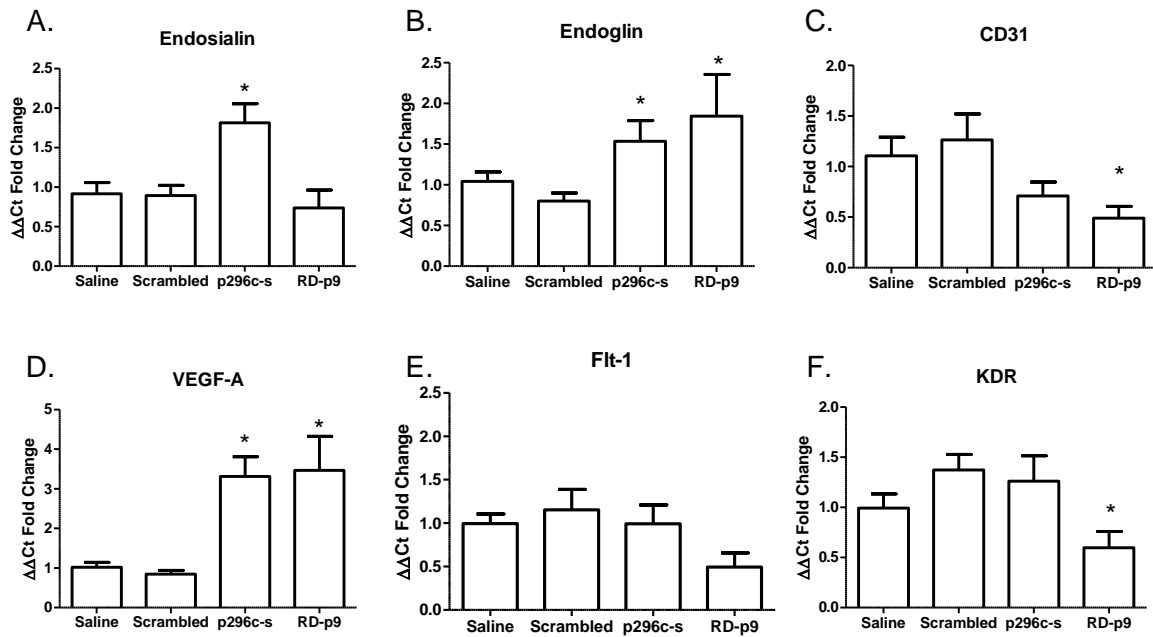 A.
Endosialin
ΔΔCt Fold Change
2.5
2.0
1.5
1.0
0.5
0.0
*
Saline Scrambled p296c-s RD-p9
B.
Endoglin
ΔΔCt Fold Change
2.5
2.0
1.5
1.0
0.5
0.0
* *
Saline Scrambled p296c-s RD-p9
C.
CD31
ΔΔCt Fold Change
2.0
1.5
1.0
0.5
0.0
*
Saline Scrambled p296c-s RD-p9
D.
VEGF-A
ΔΔCt Fold Change
5
4
3
2
1
0
* *
Saline Scrambled p296c-s RD-p9
E.
Flt-1
ΔΔCt Fold Change
2.5
2.0
1.5
1.0
0.5
0.0
Saline Scrambled p296c-s RD-p9
F.
KDR
ΔΔCt Fold Change
2.0
1.5
1.0
0.5
0.0
*
Saline Scrambled p296c-s RD-p9